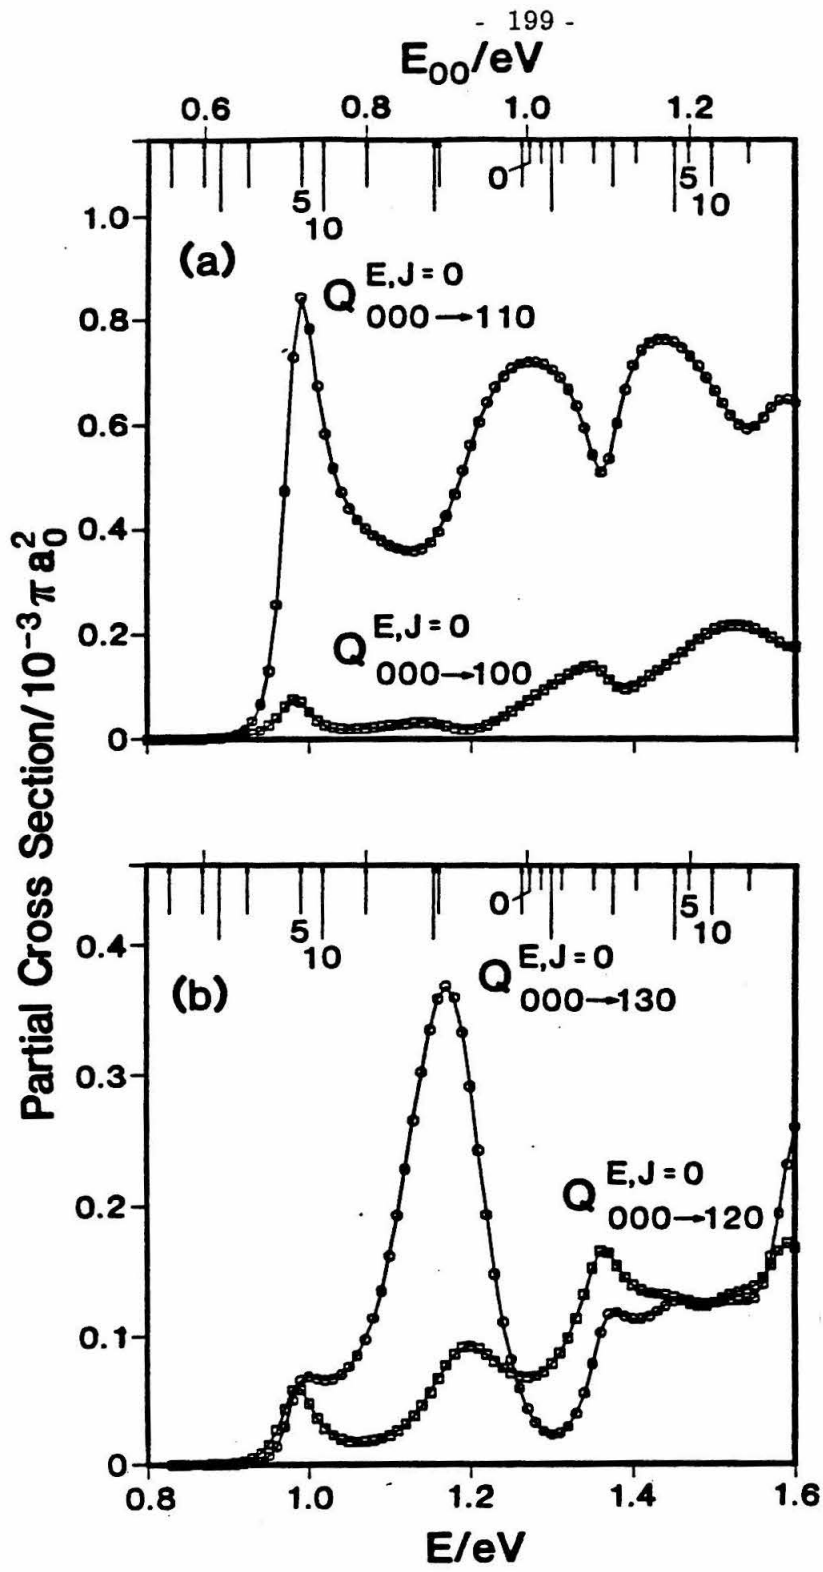 - 199 -
E00/eV
0.6 0.8 1.0 1.2
0 5
5 10
10
1.0
(a)
Q E,J=0
000→110
0.8
0.6
0.4
Q E,J=0
000→100
0.2
0
Partial Cross Section/10⁻³πa₀²
0 5
5 10
10
0.4
(b)
Q E,J=0
000→130
0.3
Q E,J=0
000→120
0.2
0.1
0
0.8 1.0 1.2 1.4 1.6
E/eV